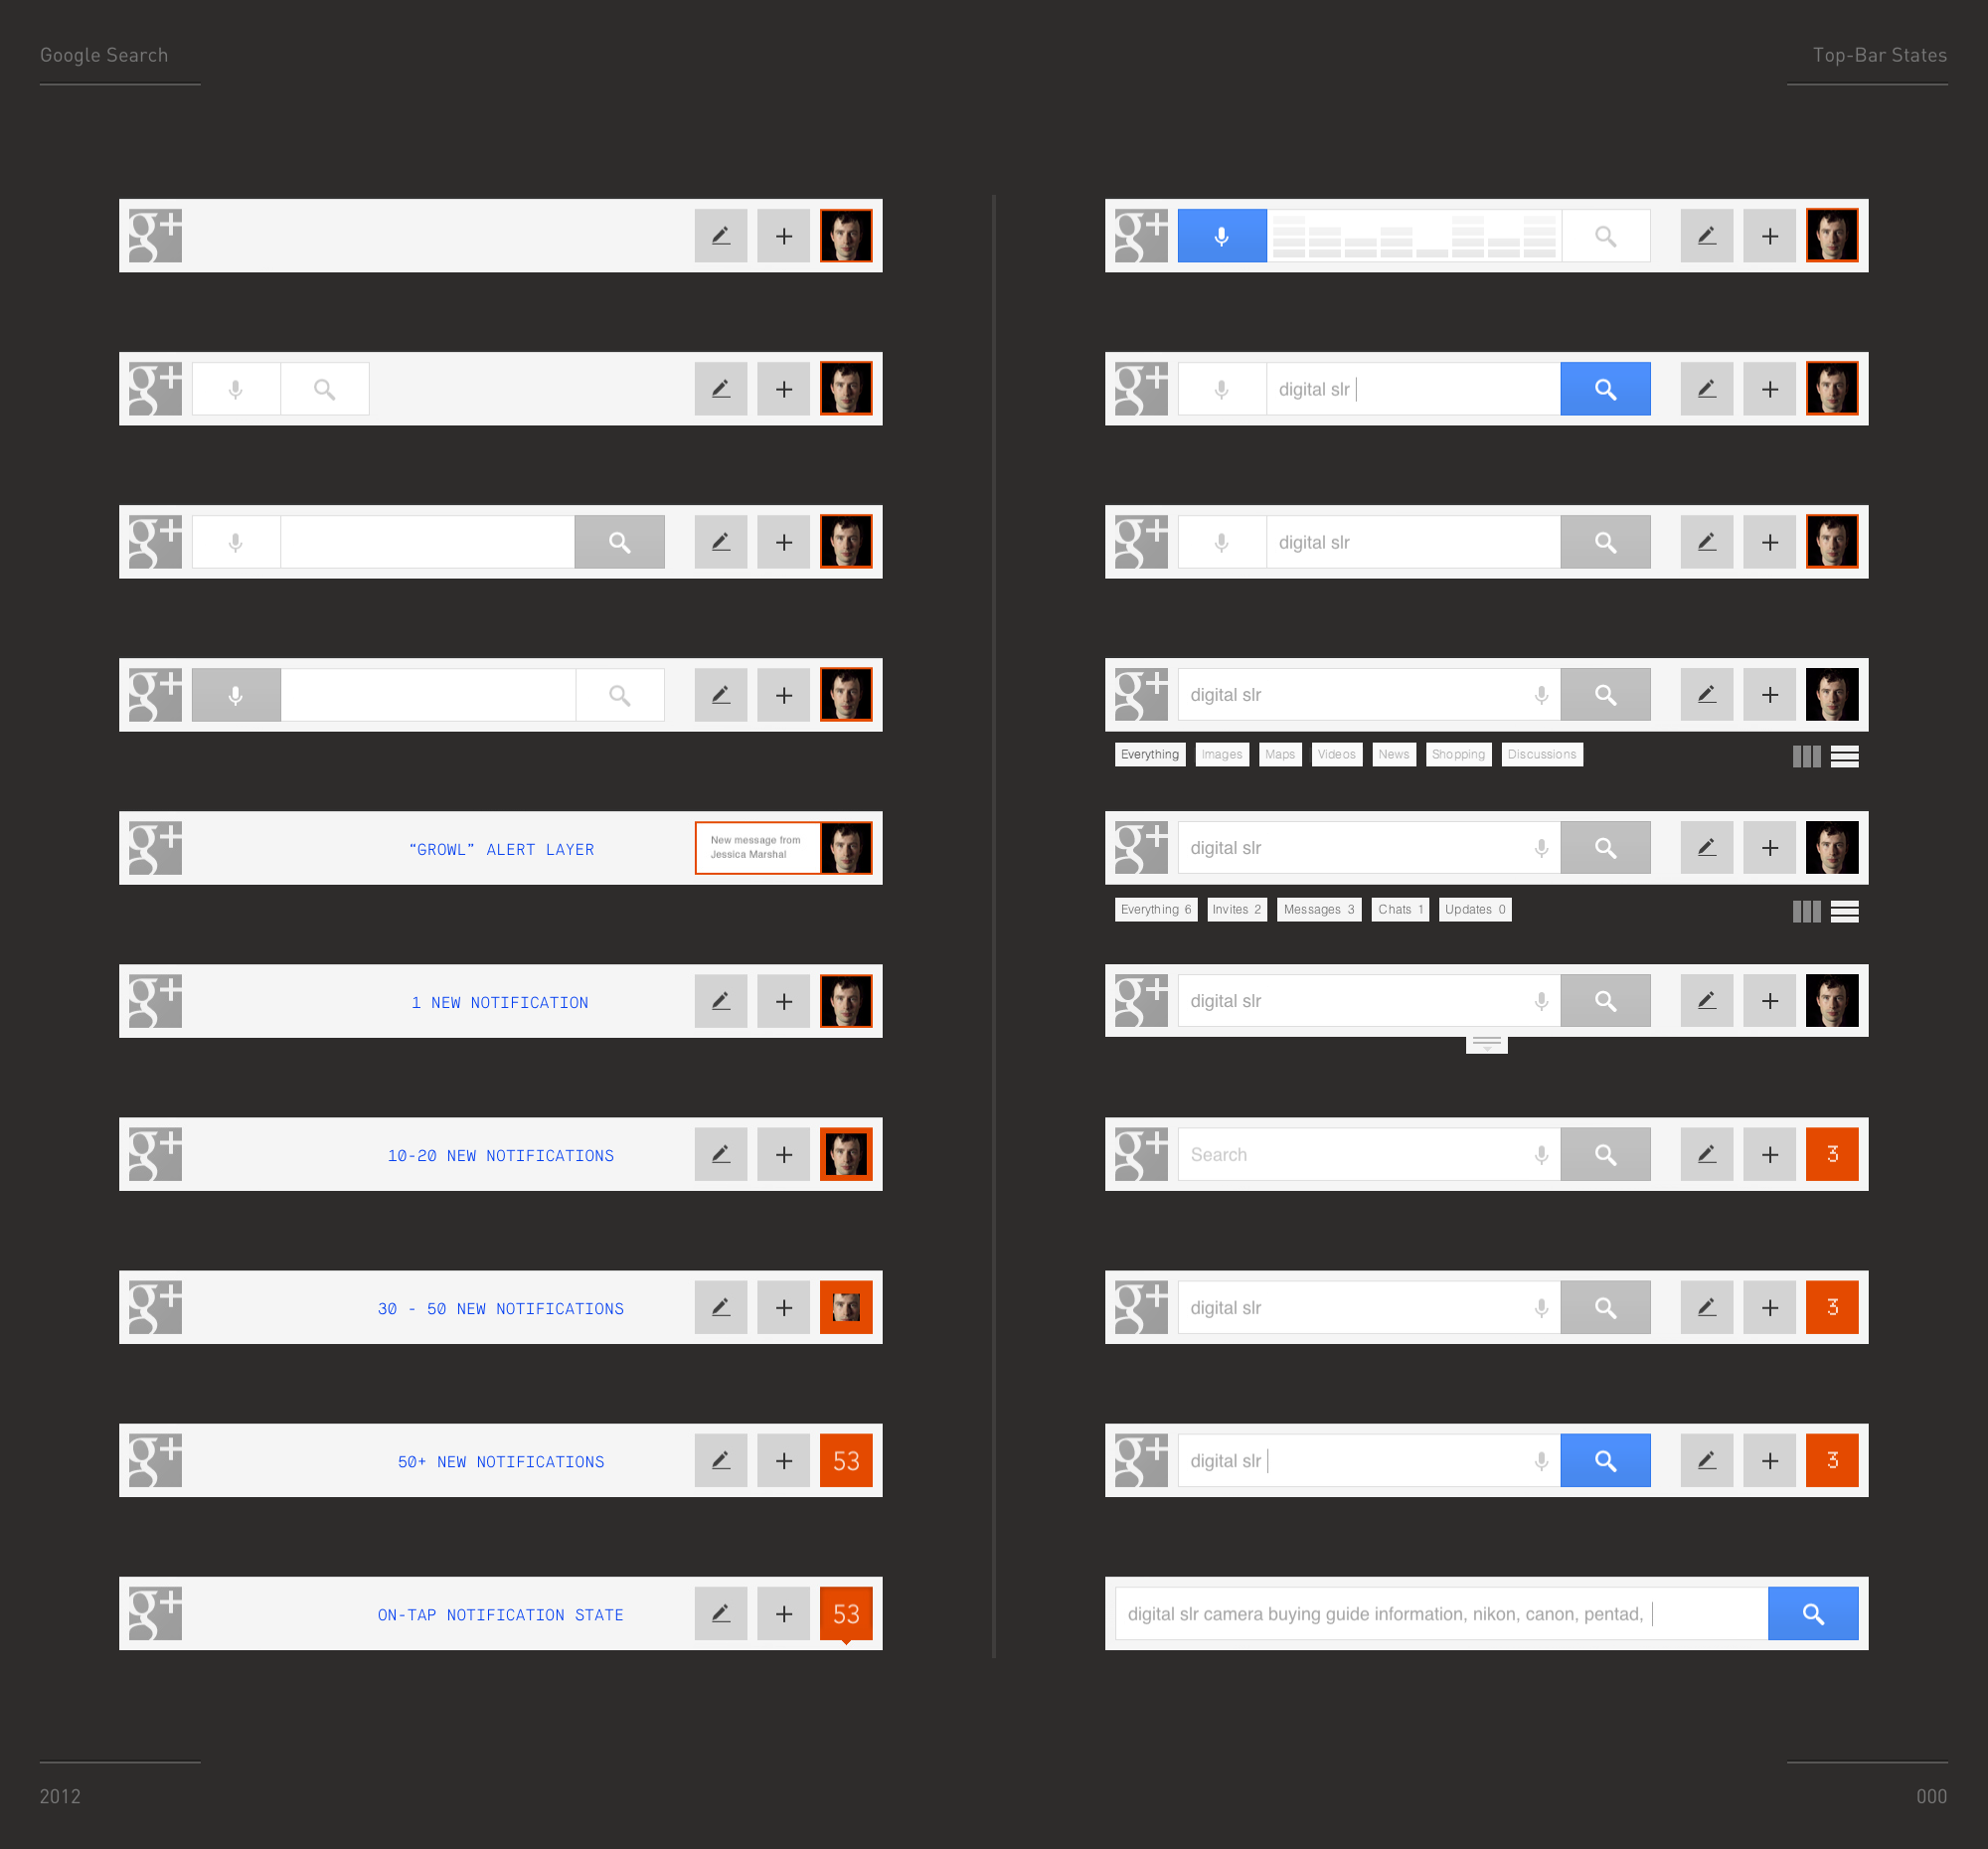 Google Search
Top-Bar States
g+
g+
g+
g+
g+
“GROWL” ALERT LAYER
New message from
Jessica Marshal
g+
1 NEW NOTIFICATION
g+
10-20 NEW NOTIFICATIONS
g+
30 - 50 NEW NOTIFICATIONS
g+
50+ NEW NOTIFICATIONS
53
g+
ON-TAP NOTIFICATION STATE
53
g+
g+
digital slr
g+
digital slr
g+
digital slr
Everything Images Maps Videos News Shopping Discussions
g+
digital slr
Everything 6 Invites 2 Messages 3 Chats 1 Updates 0
g+
digital slr
g+
Search
3
g+
digital slr
3
g+
digital slr
3
digital slr camera buying guide information, nikon, canon, pentad,
2012
000